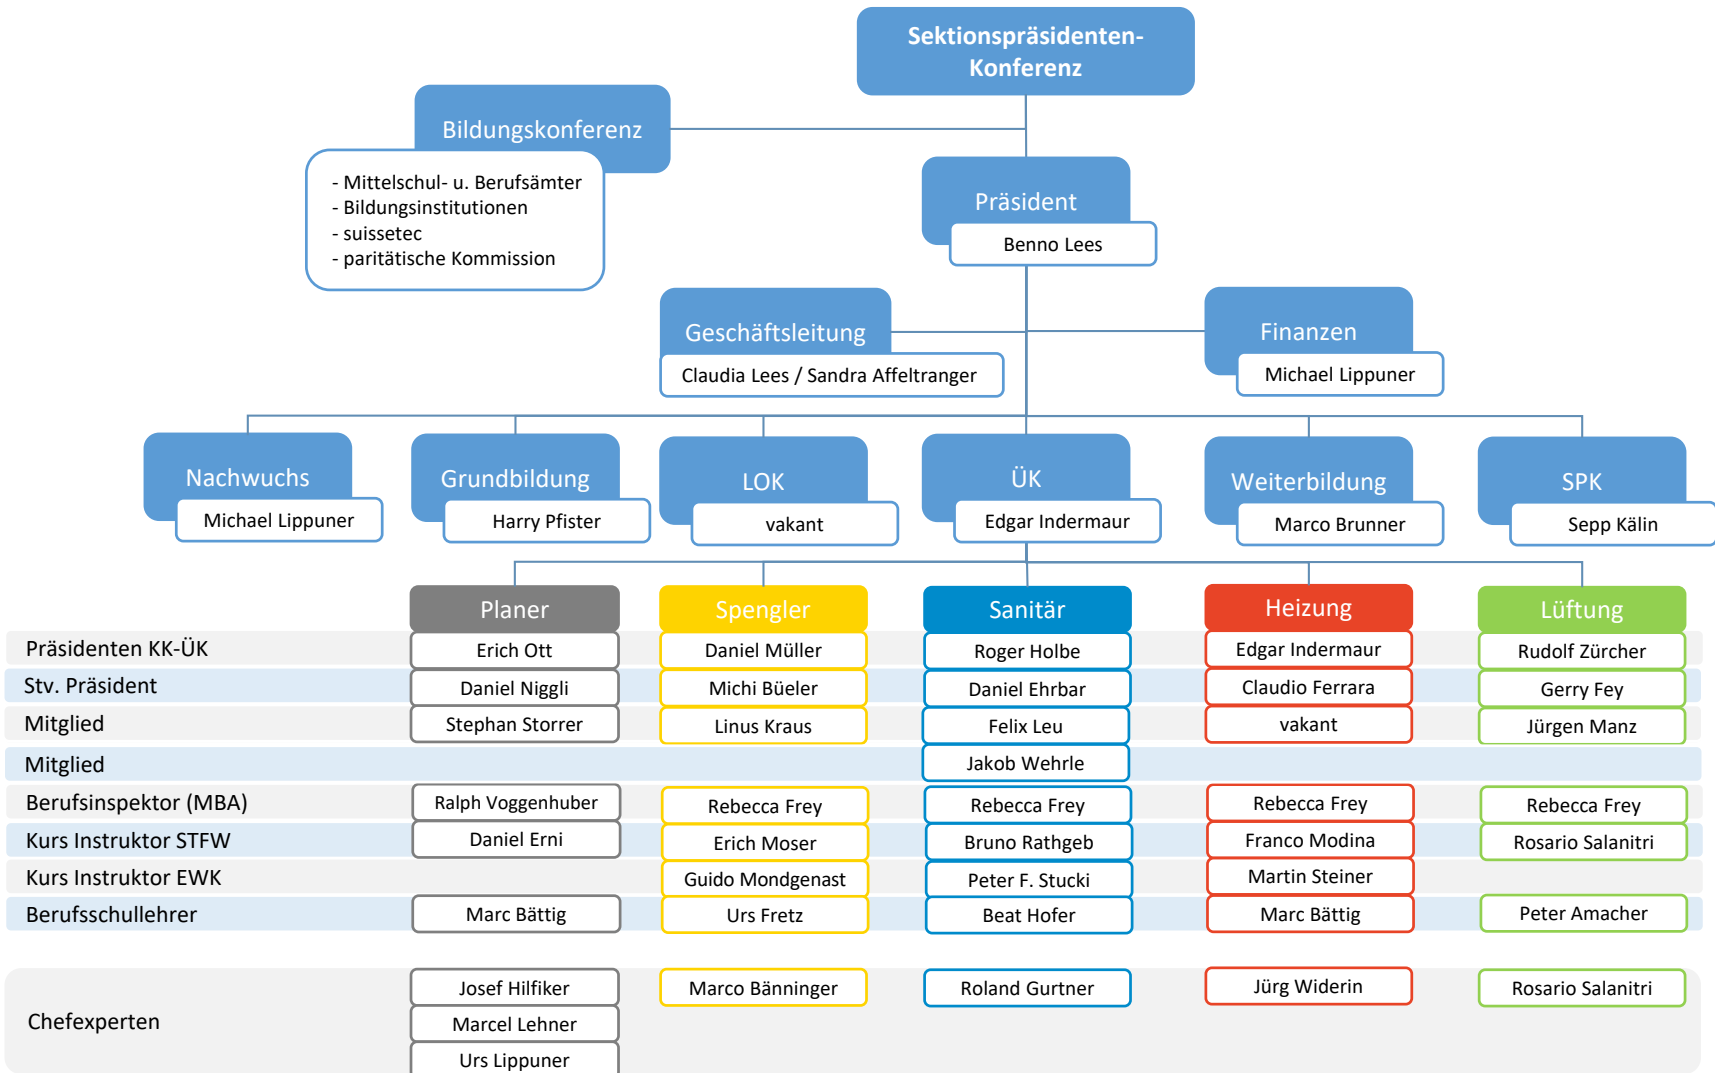 Sektionspräsidenten-
Konferenz
Bildungskonferenz
- Mittelschul- u. Berufsämter
- Bildungsinstitutionen
- suissetec
- paritätische Kommission
Präsident
Benno Lees
Geschäftsleitung
Claudia Lees / Sandra Affeltranger
Finanzen
Michael Lippuner
Nachwuchs
Michael Lippuner
Grundbildung
Harry Pfister
LOK
vakant
ÜK
Edgar Indermaur
Weiterbildung
Marco Brunner
SPK
Sepp Kälin
Planer Spengler Sanitär Heizung Lüftung
Präsidenten KK-ÜK Erich Ott Daniel Müller Roger Holbe Edgar Indermaur Rudolf Zürcher
Stv. Präsident Daniel Niggli Michi Büeler Daniel Ehrbar Claudio Ferrara Gerry Fey
Mitglied Stephan Storrer Linus Kraus Felix Leu vakant Jürgen Manz
Mitglied Jakob Wehrle
Berufsinspektor (MBA) Ralph Voggenhuber Rebecca Frey Rebecca Frey Rebecca Frey Rebecca Frey
Kurs Instruktor STFW Daniel Erni Erich Moser Bruno Rathgeb Franco Modina Rosario Salanitri
Kurs Instruktor EWK Guido Mondgenast Peter F. Stucki Martin Steiner
Berufsschullehrer Marc Bättig Urs Fretz Beat Hofer Marc Bättig Peter Amacher
Josef Hilfiker Marco Bänninger Roland Gurtner Jürg Widerin Rosario Salanitri
Chefexperten Marcel Lehner
Urs Lippuner